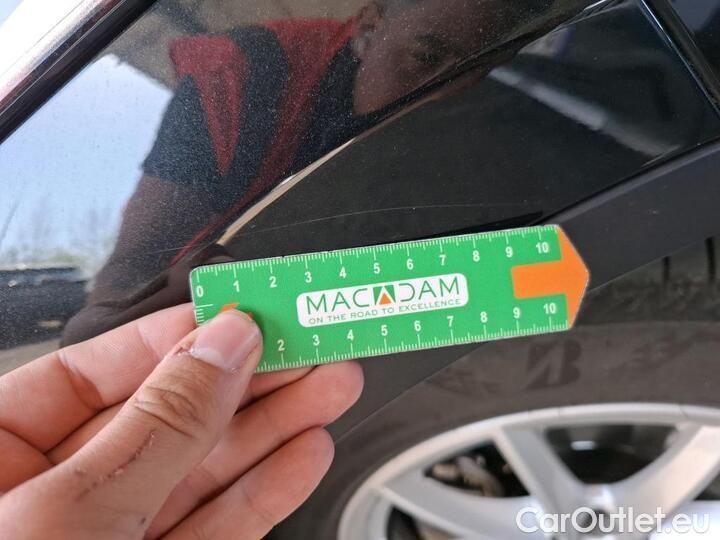 0 1 2 3 4 5 6 7 8 9 10
MACADAM
ON THE ROAD TO EXCELLENCE
2 3 4 5 6 7 8 9 10
CarOutlet.eu